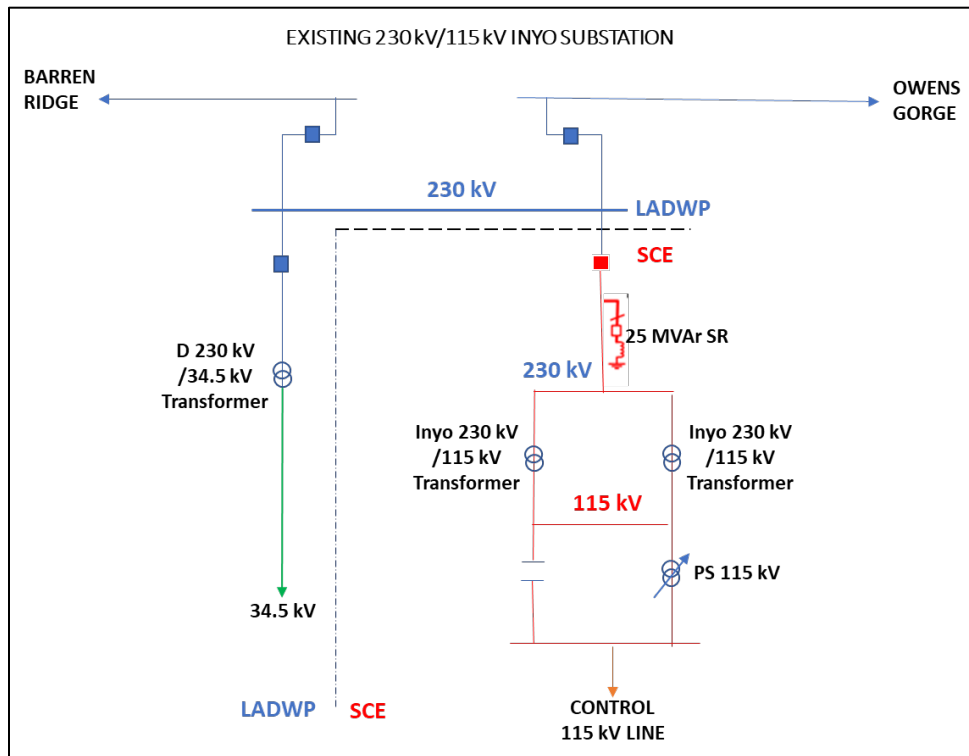 EXISTING 230 kV/115 kV INYO SUBSTATION
BARREN
RIDGE
OWENS
GORGE
230 kV
LADWP
SCE
25 MVAr SR
D 230 kV
/34.5 kV
Transformer
230 kV
Inyo 230 kV
/115 kV
Transformer
Inyo 230 kV
/115 kV
Transformer
115 kV
PS 115 kV
34.5 kV
LADWP
SCE
CONTROL
115 kV LINE